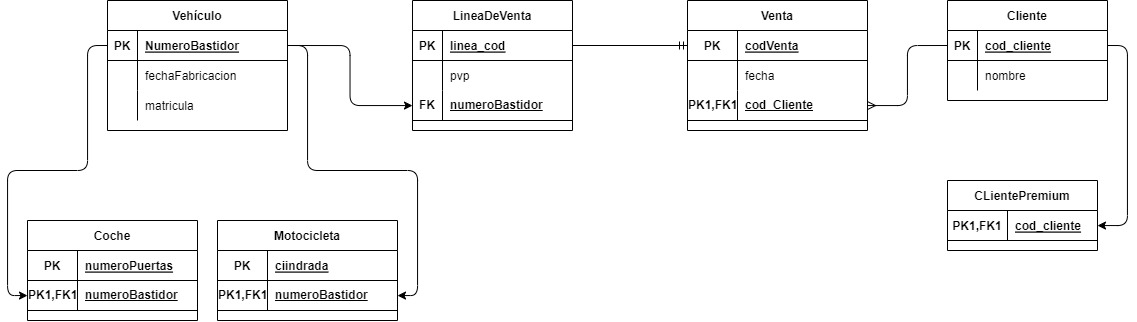 Vehículo
PK NumeroBastidor
fechaFabricacion
matricula
LineaDeVenta
PK linea_cod
pvp
FK numeroBastidor
Venta
PK codVenta
fecha
PK1,FK1 cod_Cliente
Cliente
PK cod_cliente
nombre
CLientePremium
PK1,FK1 cod_cliente
Coche
PK numeroPuertas
PK1,FK1 numeroBastidor
Motocicleta
PK ciindrada
PK1,FK1 numeroBastidor